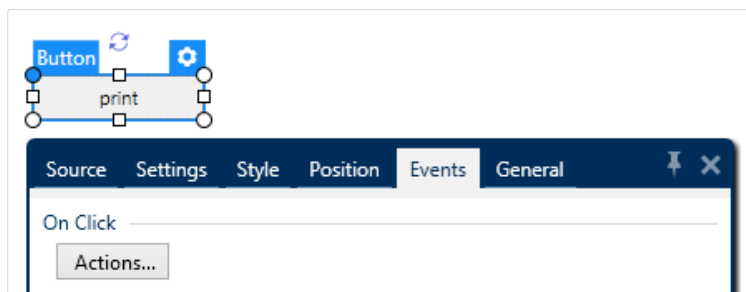 Button
print
Source Settings Style Position Events General
On Click
Actions...